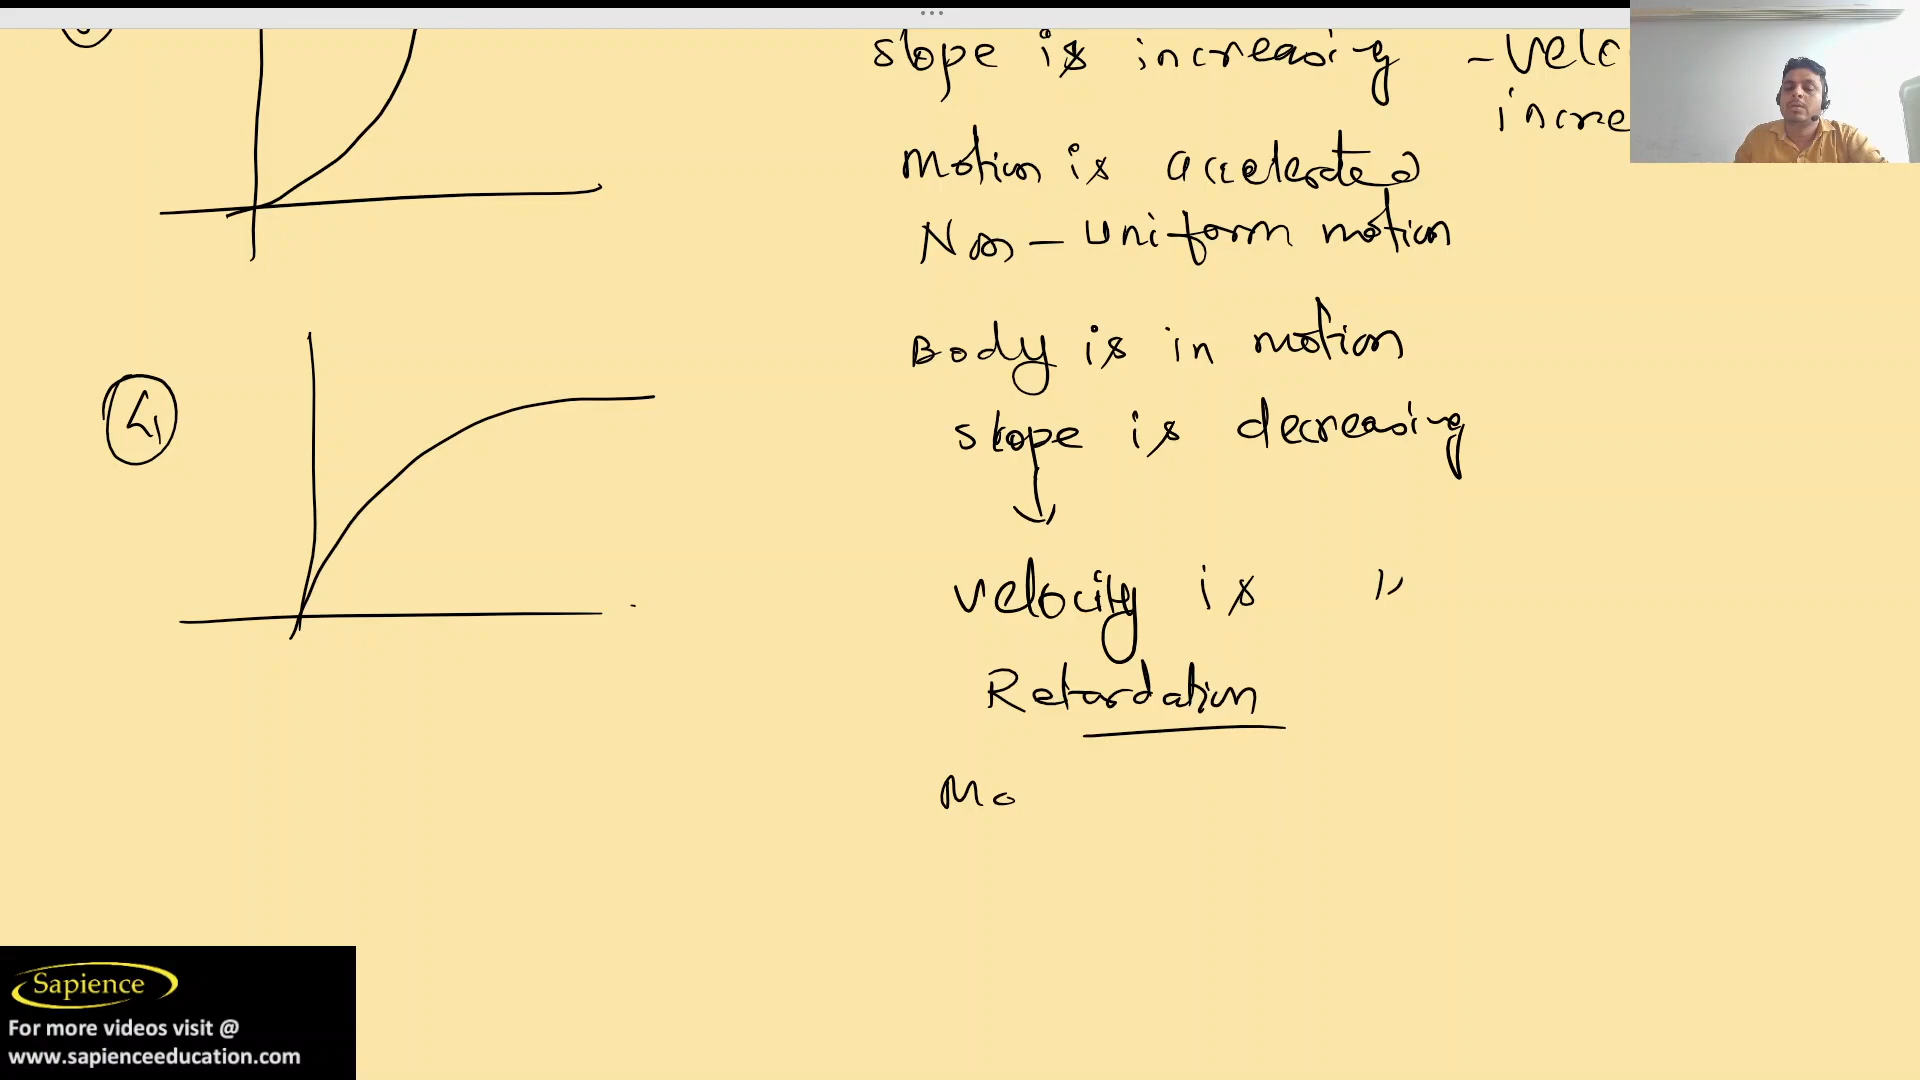 slope is increasing - velo
incre
Motion is accelerated
Non-uniform motion
4
Body is in motion
slope is decreasing
↓
velocity is "
Retardation
Mo
Sapience
For more videos visit @
www.sapienceeducation.com